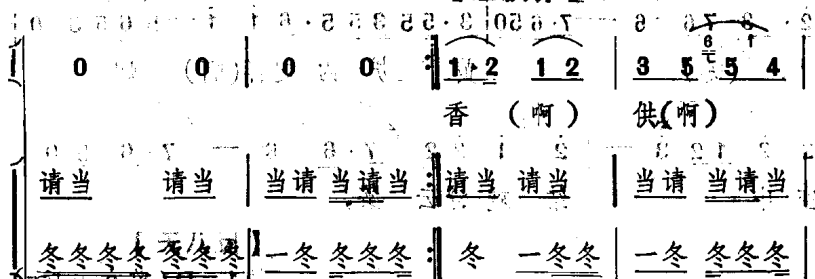 0 0 | 0 0 :| 1·2 1 2 | 3 5 5 4 |
香 (啊) 供(啊)
请当 请当 | 当请 当请当 :| 请当 请当 | 当请 当请当 |
冬冬冬冬 冬冬冬 | 一冬 冬冬冬 :| 冬 一冬冬 | 一冬 冬冬冬 |